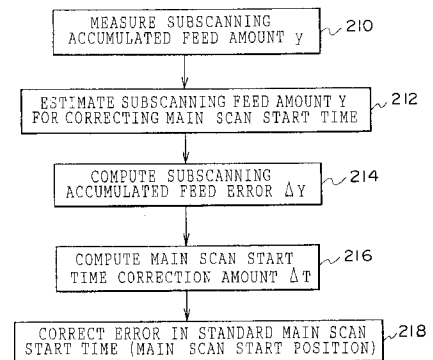 MEASURE SUBSCANNING
ACCUMULATED FEED AMOUNT y
210
ESTIMATE SUBSCANNING FEED AMOUNT Y
FOR CORRECTING MAIN SCAN START TIME
212
COMPUTE SUBSCANNING
ACCUMULATED FEED ERROR ΔY
214
COMPUTE MAIN SCAN START
TIME CORRECTION AMOUNT ΔT
216
CORRECT ERROR IN STANDARD MAIN SCAN
START TIME (MAIN SCAN START POSITION)
218